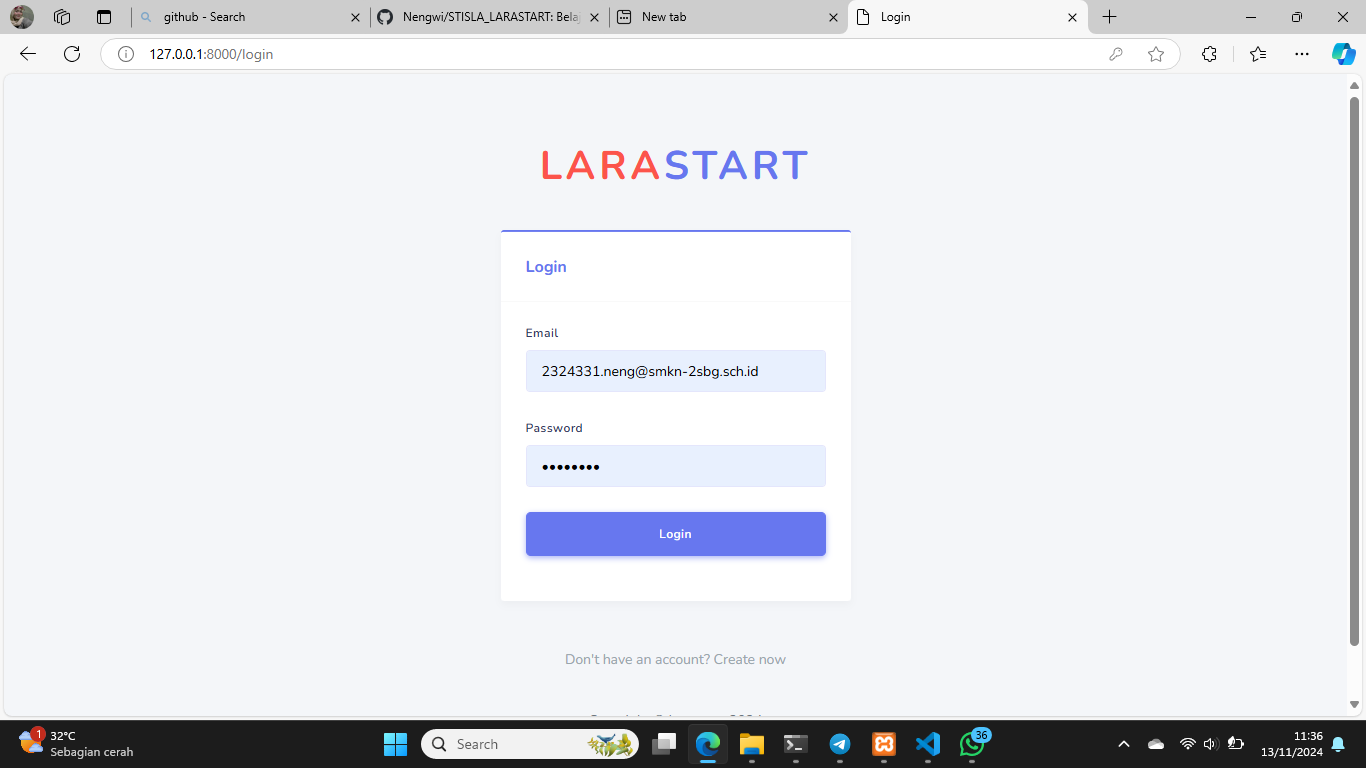 github - Search
Nengwi/STISLA_LARASTART: Bela
New tab
Login
127.0.0.1:8000/login
LARASTART
Login
Email
2324331.neng@smkn-2sbg.sch.id
Password
••••••••
Login
Don't have an account? Create now
1
32°C
Sebagian cerah
Search
36
11:36
13/11/2024